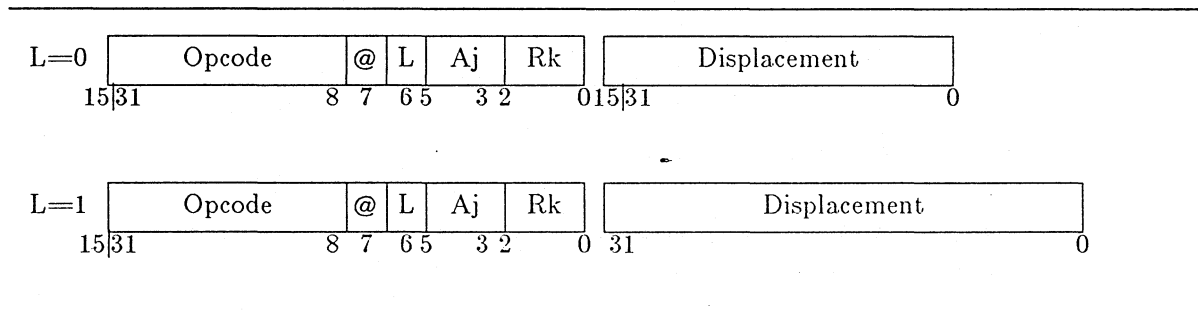 L=0 Opcode @ L Aj Rk Displacement
15|31 8 7 6 5 3 2 0 15|31 0
L=1 Opcode @ L Aj Rk Displacement
15|31 8 7 6 5 3 2 0 31 0